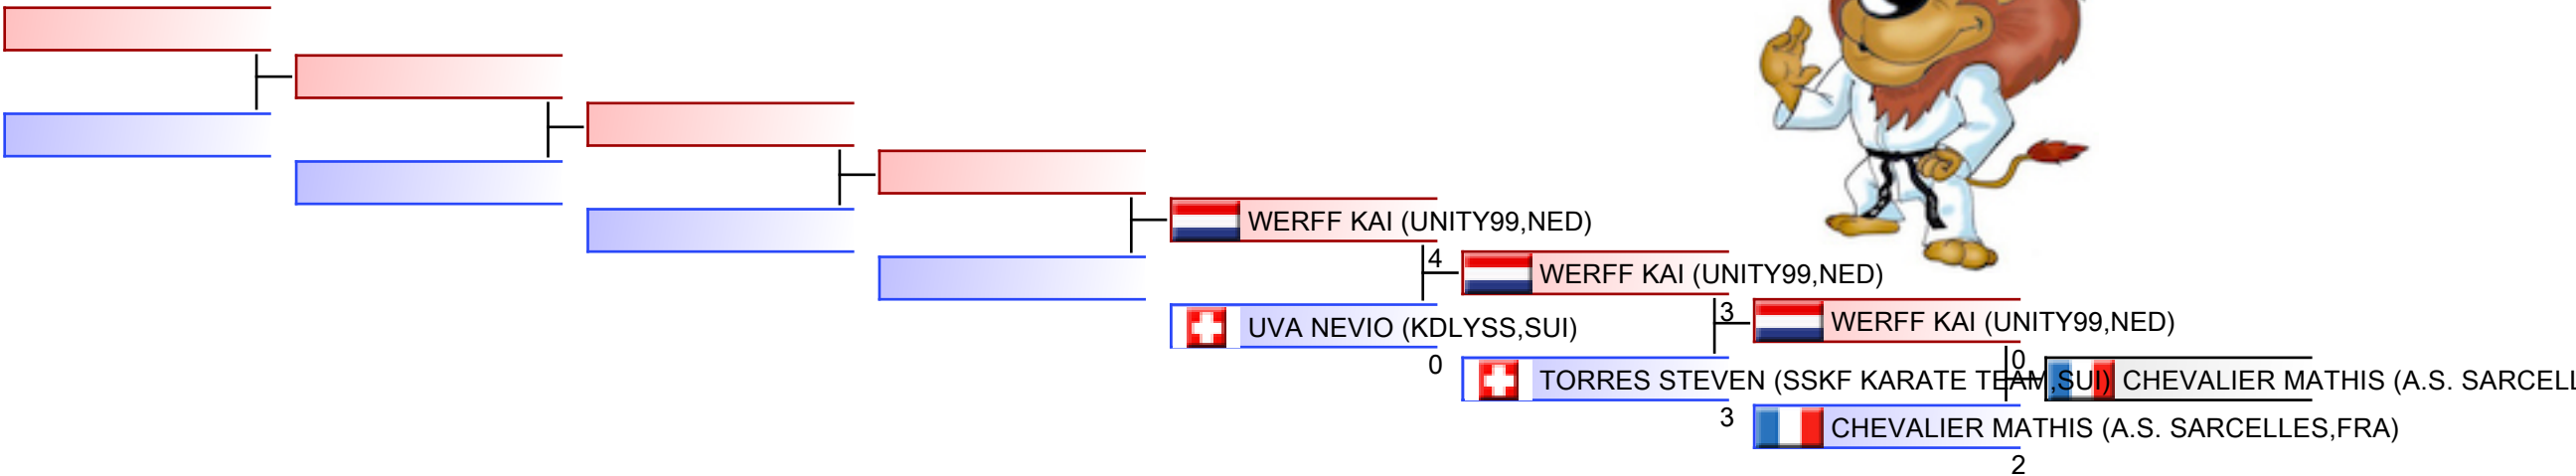 WERFF KAI (UNITY99,NED)
4
WERFF KAI (UNITY99,NED)
UVA NEVIO (KDLYSS,SUI)
0
3
WERFF KAI (UNITY99,NED)
TORRES STEVEN (SSKF KARATE TEAM,SUI)
3
0
CHEVALIER MATHIS (A.S. SARCELL
CHEVALIER MATHIS (A.S. SARCELLES,FRA)
2